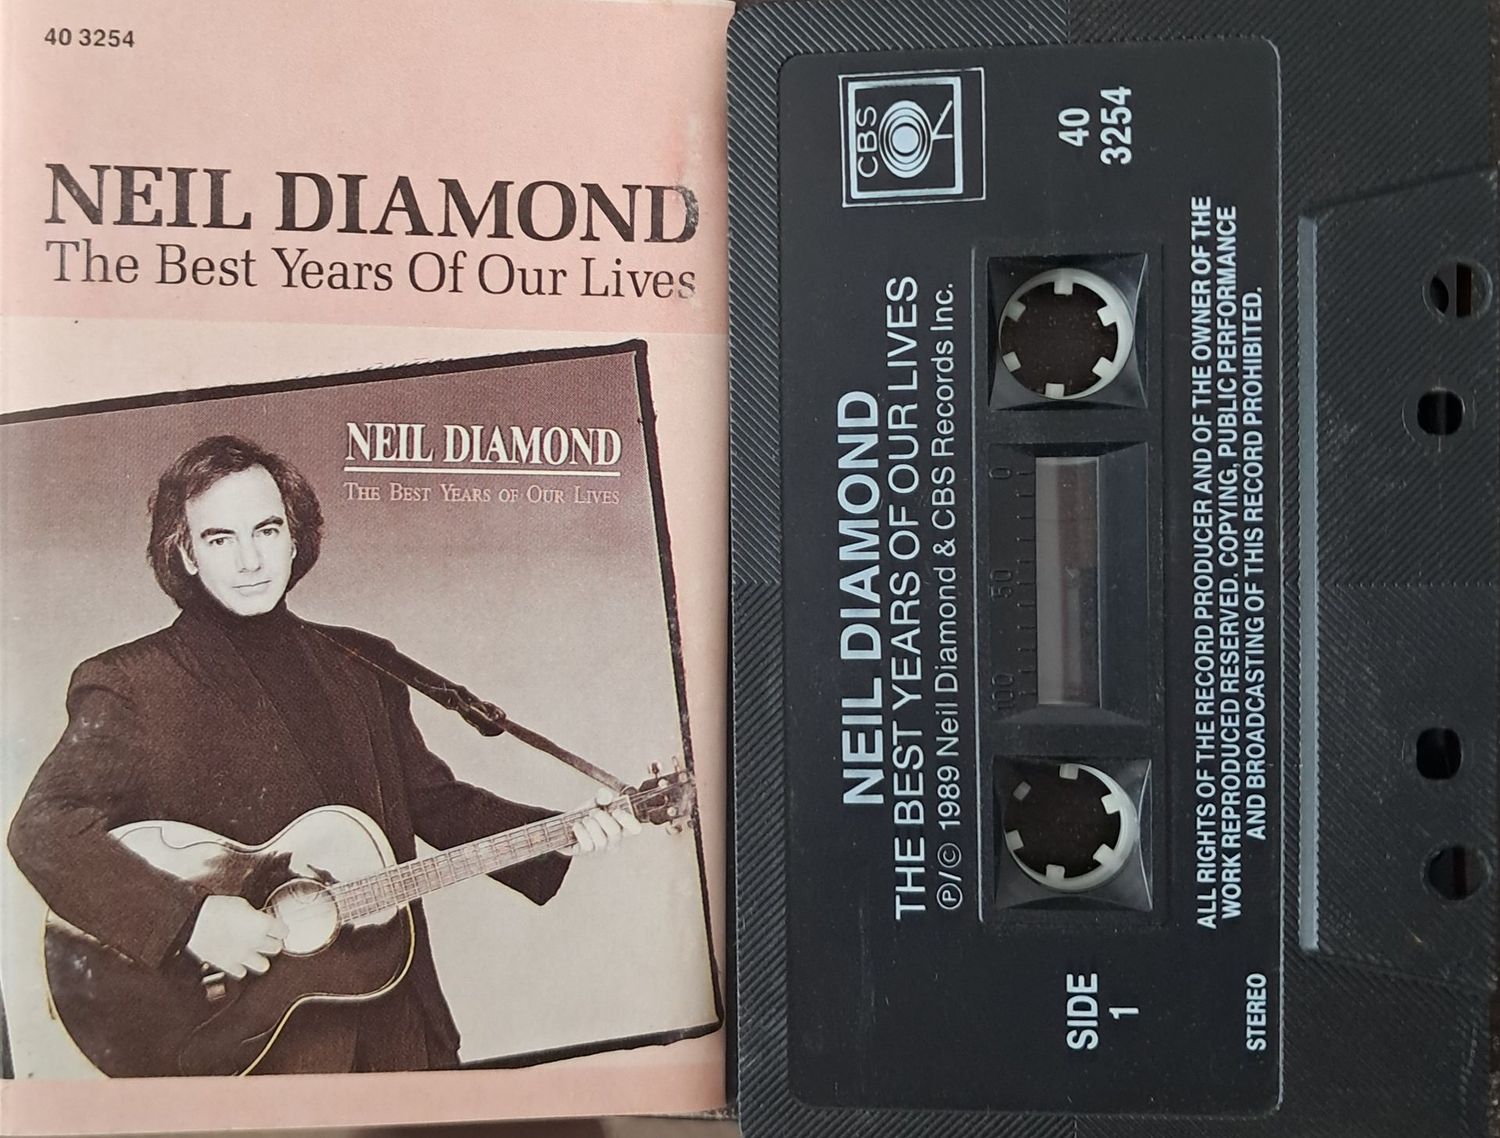 40 3254
NEIL DIAMOND
The Best Years Of Our Lives
NEIL DIAMOND
THE BEST YEARS OF OUR LIVES
CBS
40
3254
NEIL DIAMOND
THE BEST YEARS OF OUR LIVES
℗/© 1989 Neil Diamond & CBS Records Inc.
100 50 0
SIDE
1
ALL RIGHTS OF THE RECORD PRODUCER AND OF THE OWNER OF THE
WORK REPRODUCED RESERVED. COPYING, PUBLIC PERFORMANCE
AND BROADCASTING OF THIS RECORD PROHIBITED.
STEREO